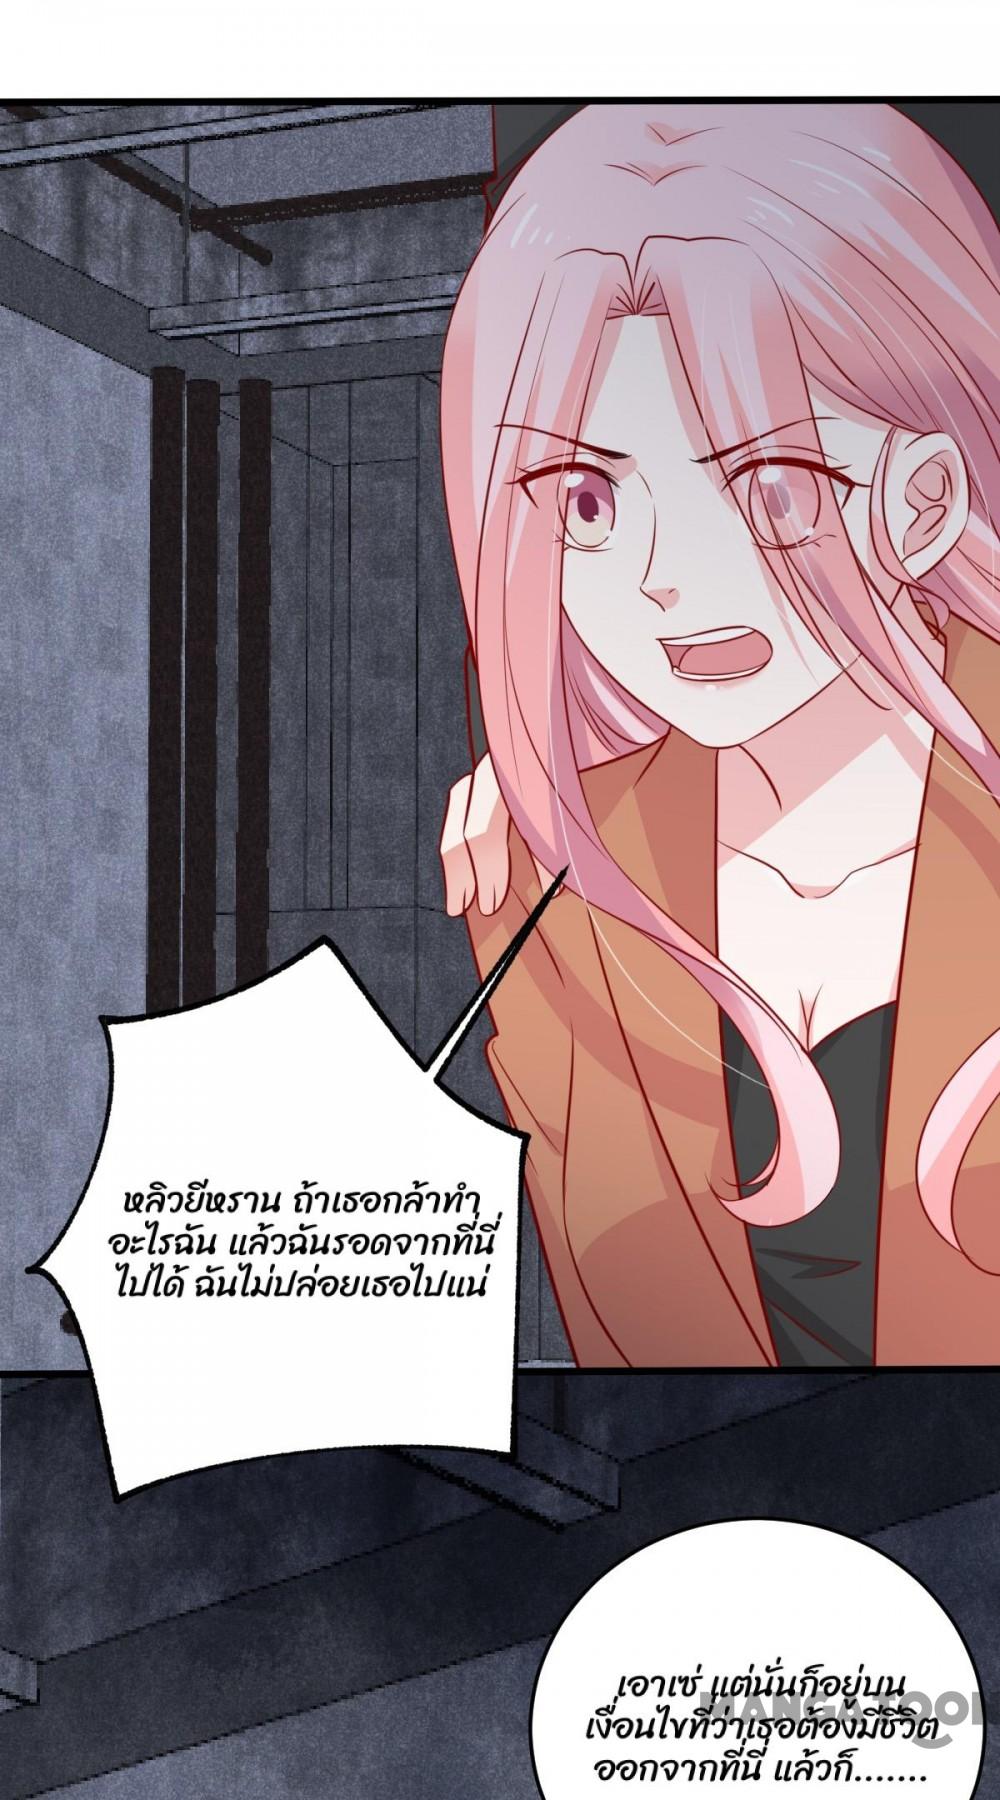 หลิวยีหราน ถ้าเธอกล้าทำ
อะไรฉัน แล้วฉันรอดจากที่นี่
ไปได้ ฉันไม่ปล่อยเธอไปแน่
เอาเซ่ แต่นั่นก็อยู่บน
เงื่อนไขที่ว่าเธอต้องมีชีวิต
ออกจากที่นี่ แล้วก็.......
MANGATOON